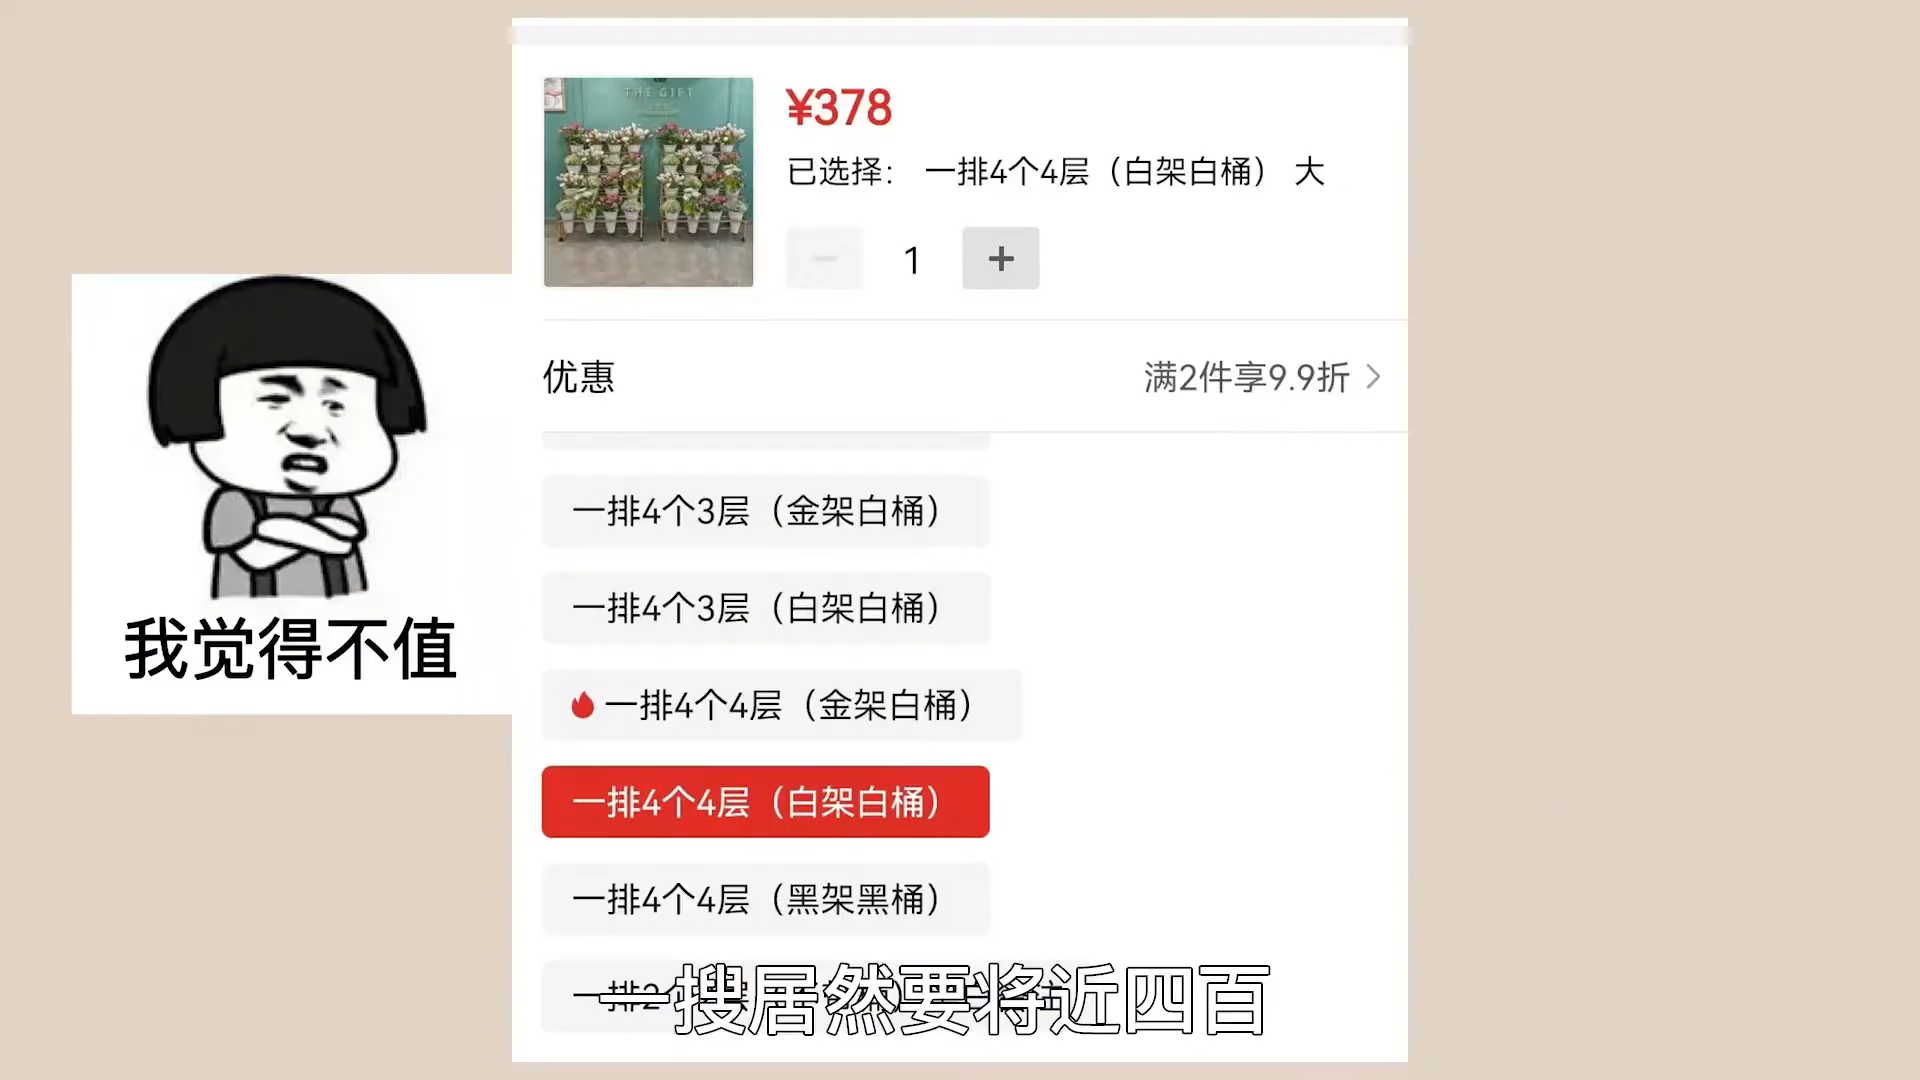 THE GIFT
¥378
已选择： 一排4个4层（白架白桶） 大
1
优惠
满2件享9.9折
一排4个3层（金架白桶）
一排4个3层（白架白桶）
一排4个4层（金架白桶）
一排4个4层（白架白桶）
一排4个4层（黑架黑桶）
一排2
一搜居然要将近四百
我觉得不值